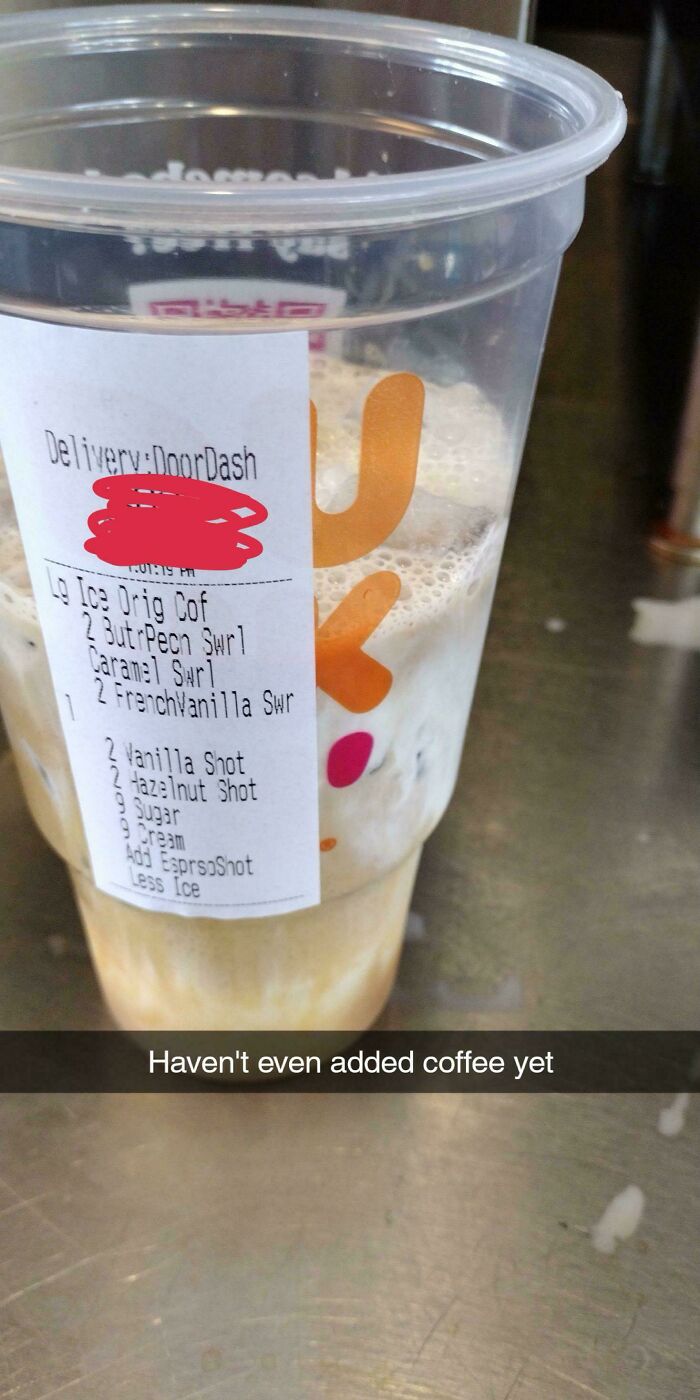 Delivery:DoorDash
Lg Ice Orig Cof
2 ButrPecn Swrl
Caramel Swrl
2 FrenchVanilla Swr
1
2 Vanilla Shot
2 Hazelnut Shot
9 Sugar
9 Cream
Add EsprsoShot
Less Ice
U
K
Haven't even added coffee yet